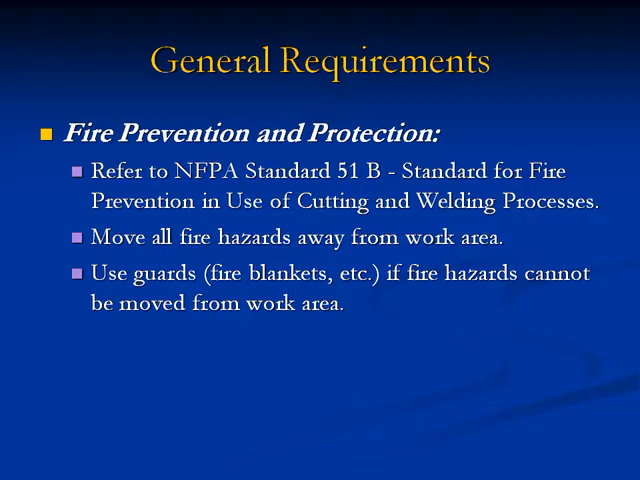 General Requirements
Fire Prevention and Protection:
Refer to NFPA Standard 51 B - Standard for Fire
Prevention in Use of Cutting and Welding Processes.
Move all fire hazards away from work area.
Use guards (fire blankets, etc.) if fire hazards cannot
be moved from work area.